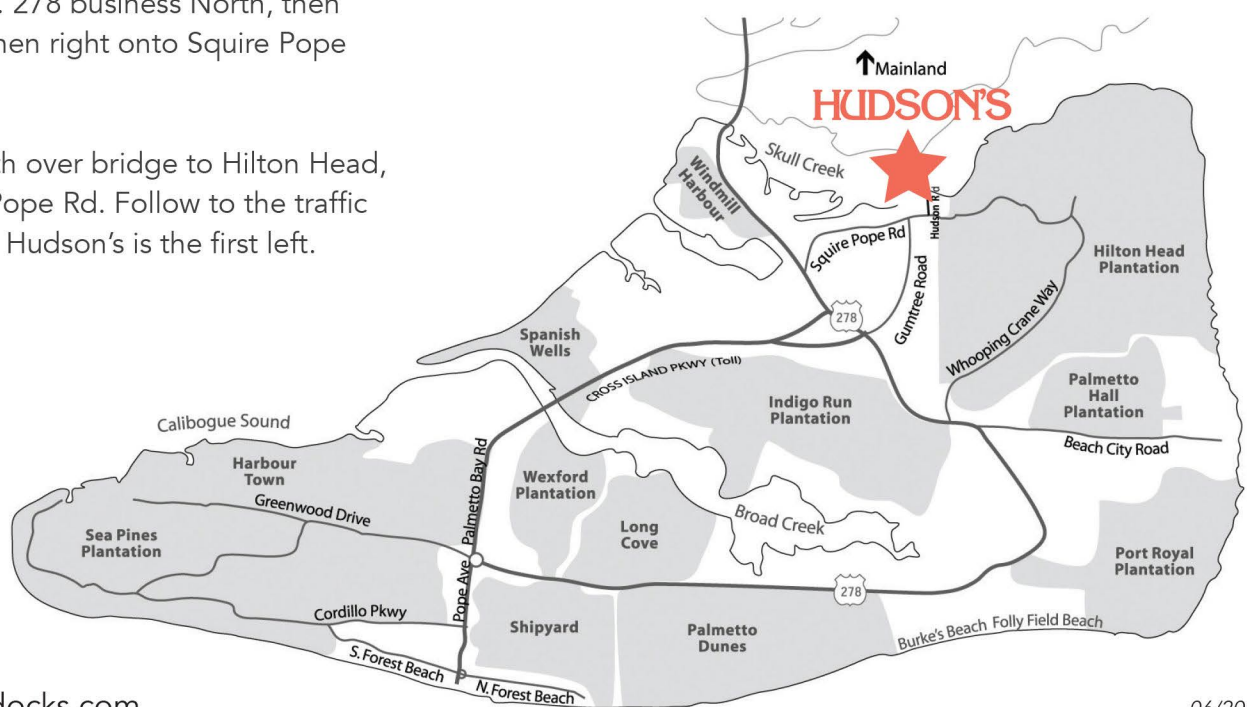 . 278 business North, then
hen right onto Squire Pope
th over bridge to Hilton Head,
Pope Rd. Follow to the traffic
Hudson’s is the first left.
Mainland
HUDSON'S
Skull Creek
Windmill
Harbour
Hudson Rd
Squire Pope Rd
Gumtree Road
Hilton Head
Plantation
278
Whooping Crane Way
Spanish
Wells
CROSS ISLAND PKWY (Toll)
Palmetto
Hall
Plantation
Indigo Run
Plantation
Calibogue Sound
Beach City Road
Harbour
Town
Palmetto Bay Rd
Wexford
Plantation
Greenwood Drive
Broad Creek
Long
Cove
Sea Pines
Plantation
Port Royal
Plantation
278
Pope Ave
Cordillo Pkwy
Shipyard
Palmetto
Dunes
Burke's Beach
Folly Field Beach
S. Forest Beach
N. Forest Beach
docks.com
06/20